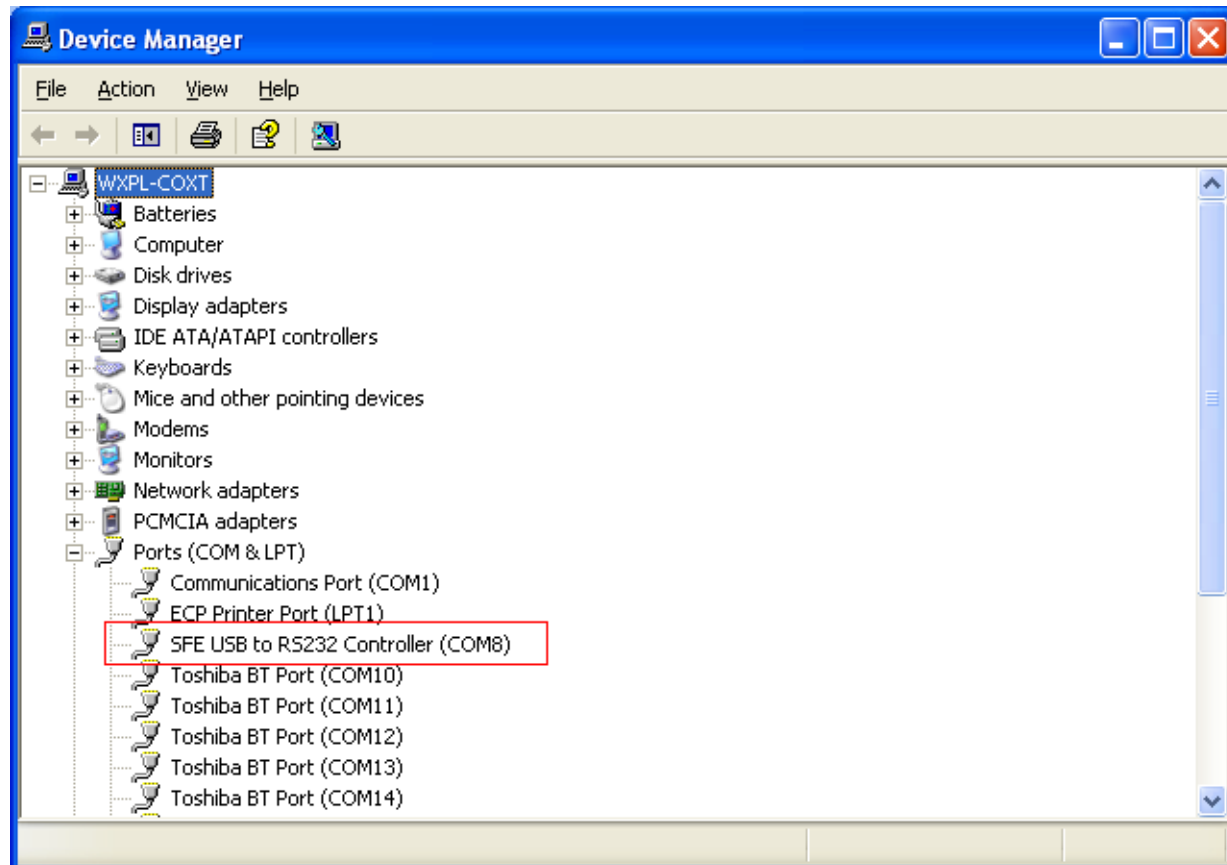 Device Manager
File Action View Help
WXPL-COXT
Batteries
Computer
Disk drives
Display adapters
IDE ATA/ATAPI controllers
Keyboards
Mice and other pointing devices
Modems
Monitors
Network adapters
PCMCIA adapters
Ports (COM & LPT)
Communications Port (COM1)
ECP Printer Port (LPT1)
SFE USB to RS232 Controller (COM8)
Toshiba BT Port (COM10)
Toshiba BT Port (COM11)
Toshiba BT Port (COM12)
Toshiba BT Port (COM13)
Toshiba BT Port (COM14)